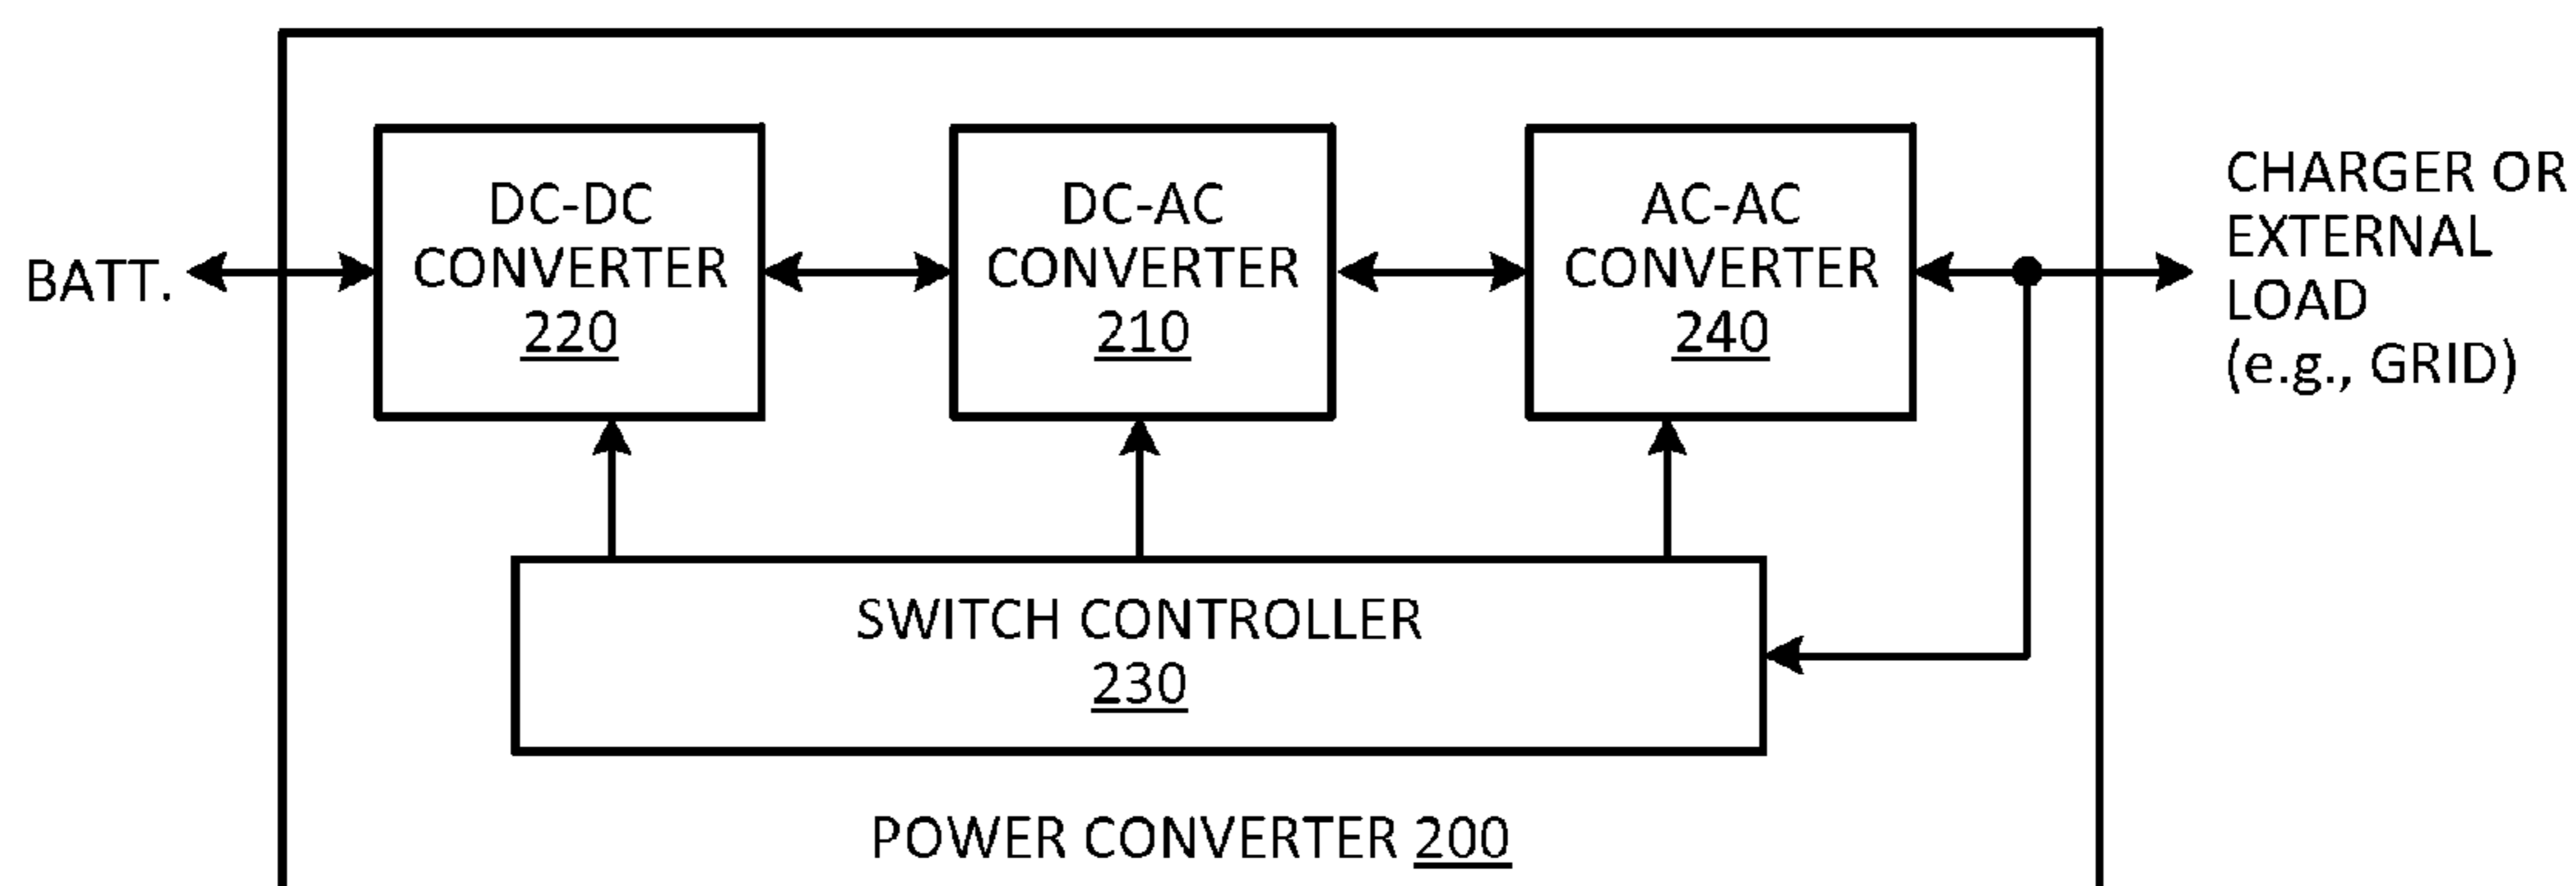 BATT.
DC-DC
CONVERTER
220
DC-AC
CONVERTER
210
AC-AC
CONVERTER
240
CHARGER OR
EXTERNAL
LOAD
(e.g., GRID)
SWITCH CONTROLLER
230
POWER CONVERTER 200